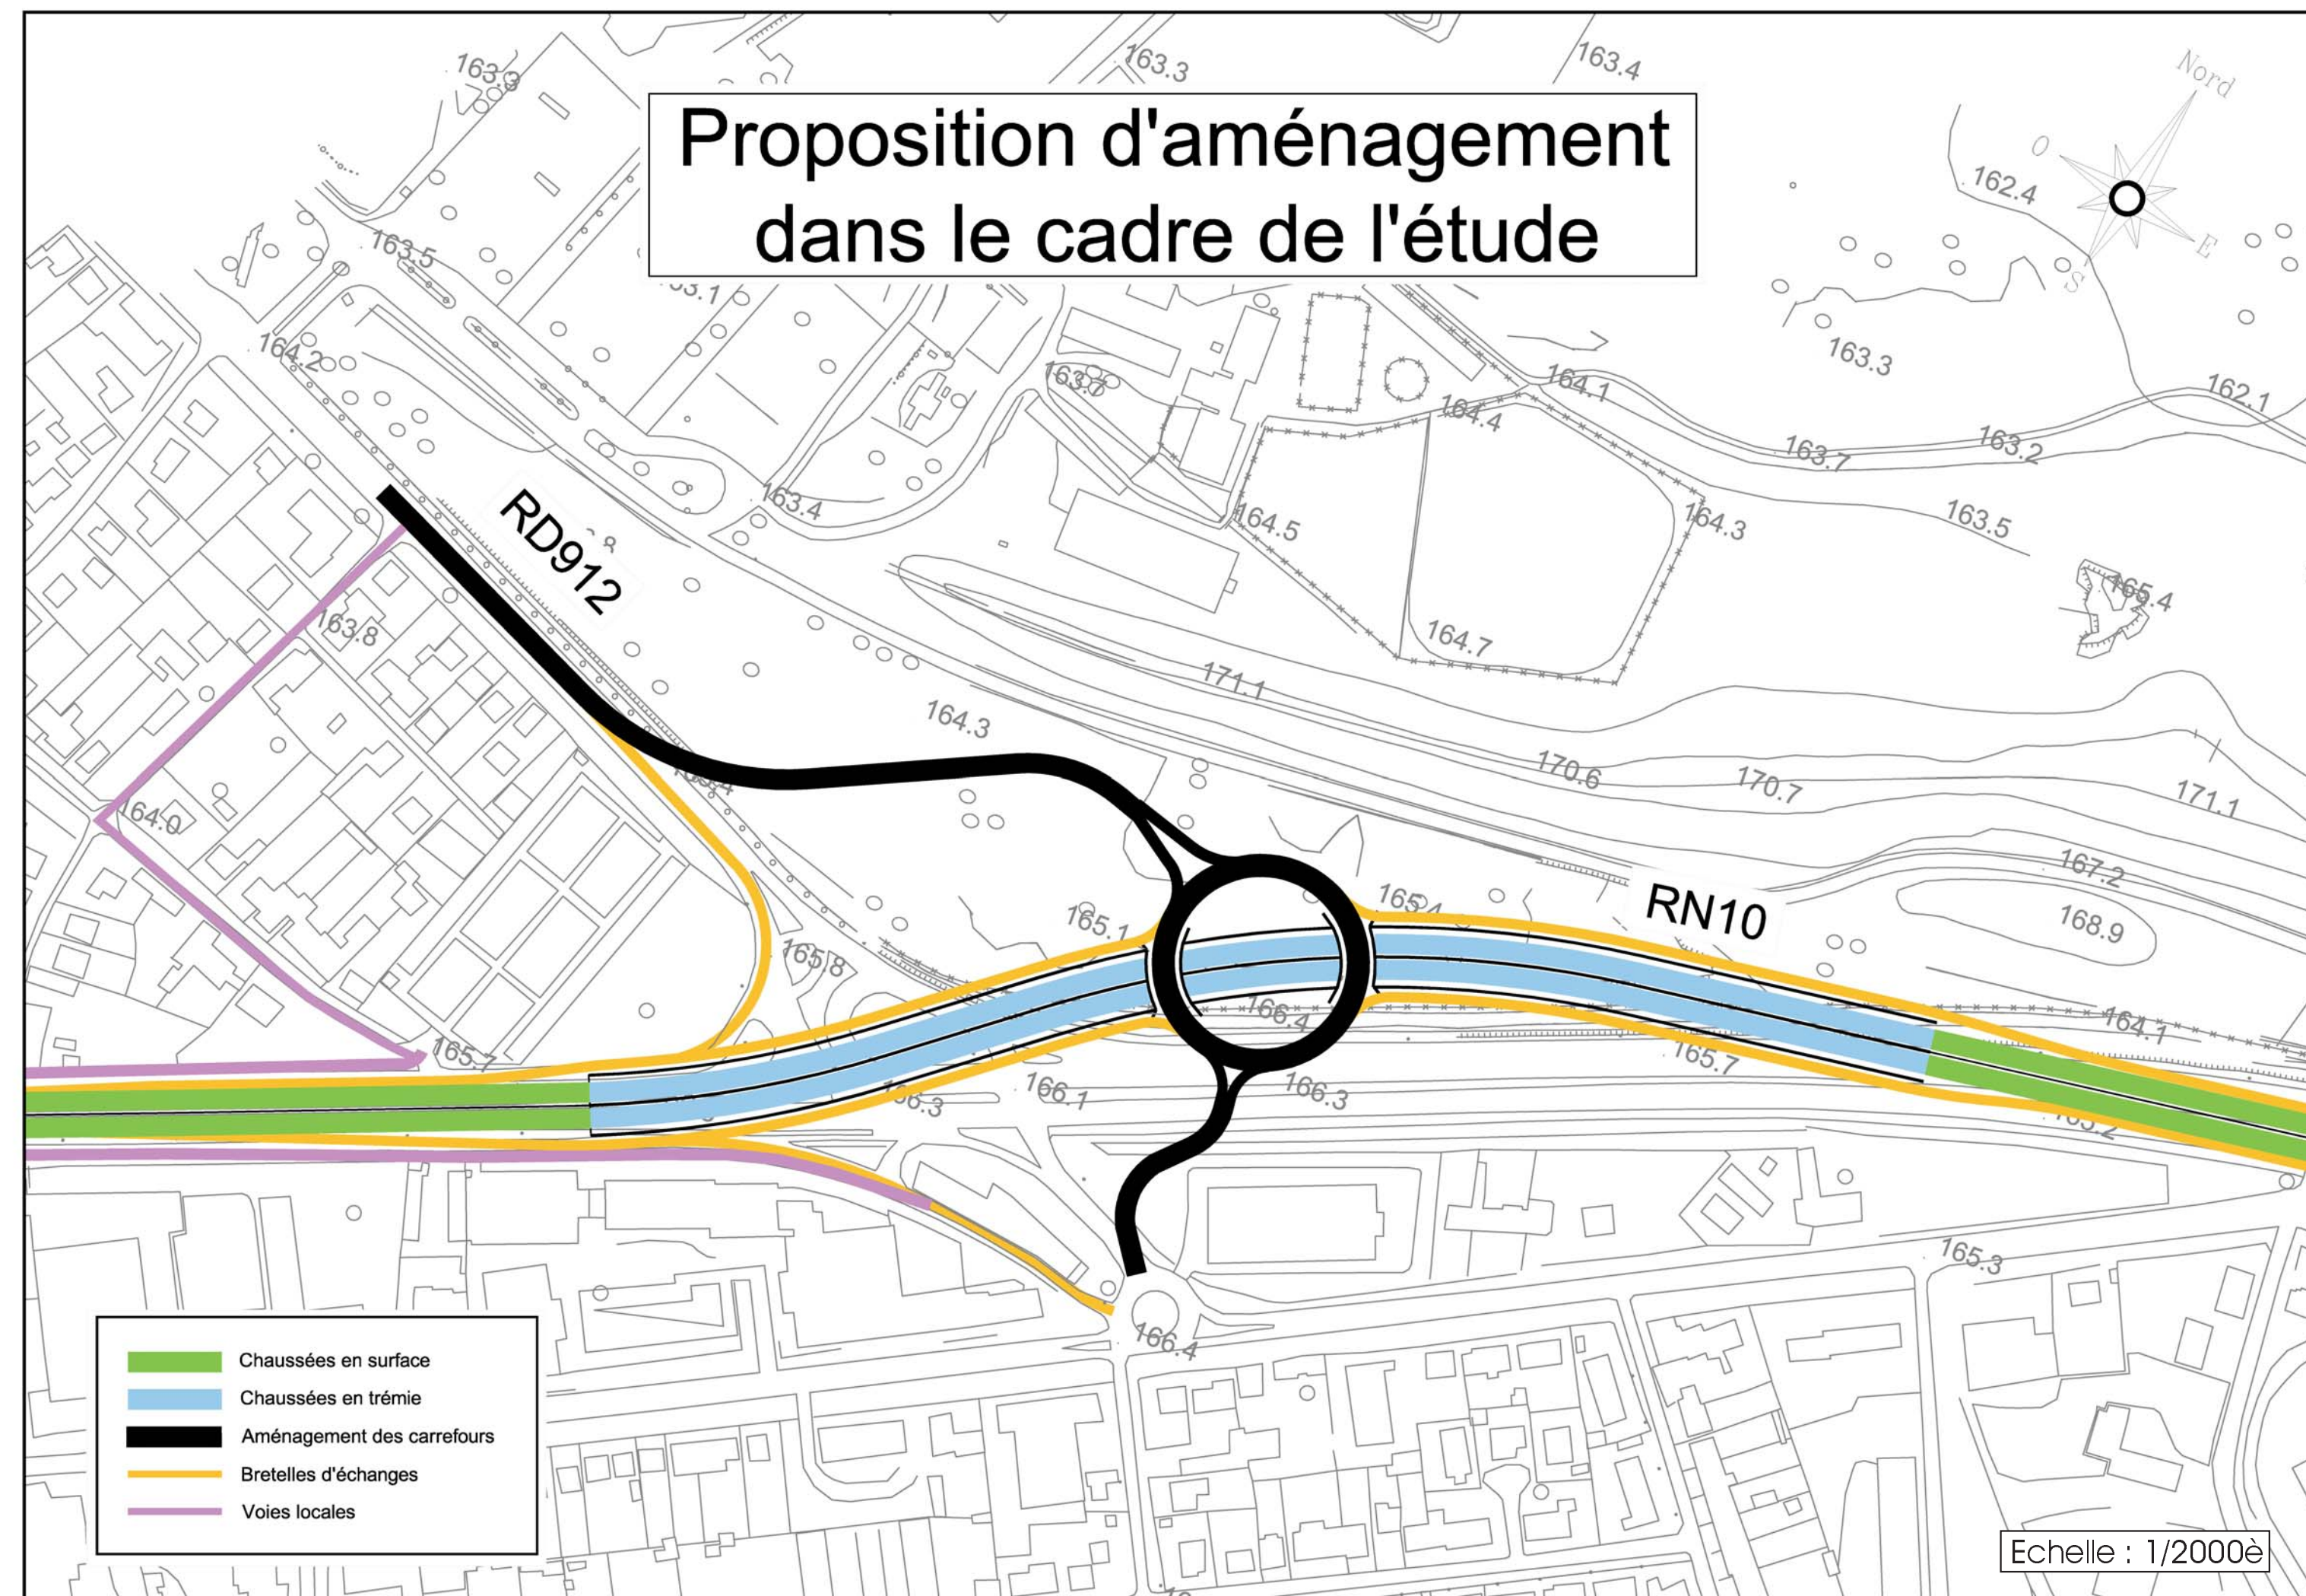 Proposition d'aménagement
dans le cadre de l'étude
Nord
O
E
S
163.3
163.3
163.4
162.4
163.5
164.2
163.7
164.1
164.4
163.3
162.1
163.7
163.2
163.4
164.5
164.3
163.5
RD912
163.8
165.4
164.7
171.1
164.3
170.6
170.7
171.1
164.0
167.2
RN10
165.1
168.9
165.8
166.4
164.1
165.7
165.7
166.1
166.3
165.3
166.4
Chaussées en surface
Chaussées en trémie
Aménagement des carrefours
Bretelles d'échanges
Voies locales
Echelle : 1/2000è